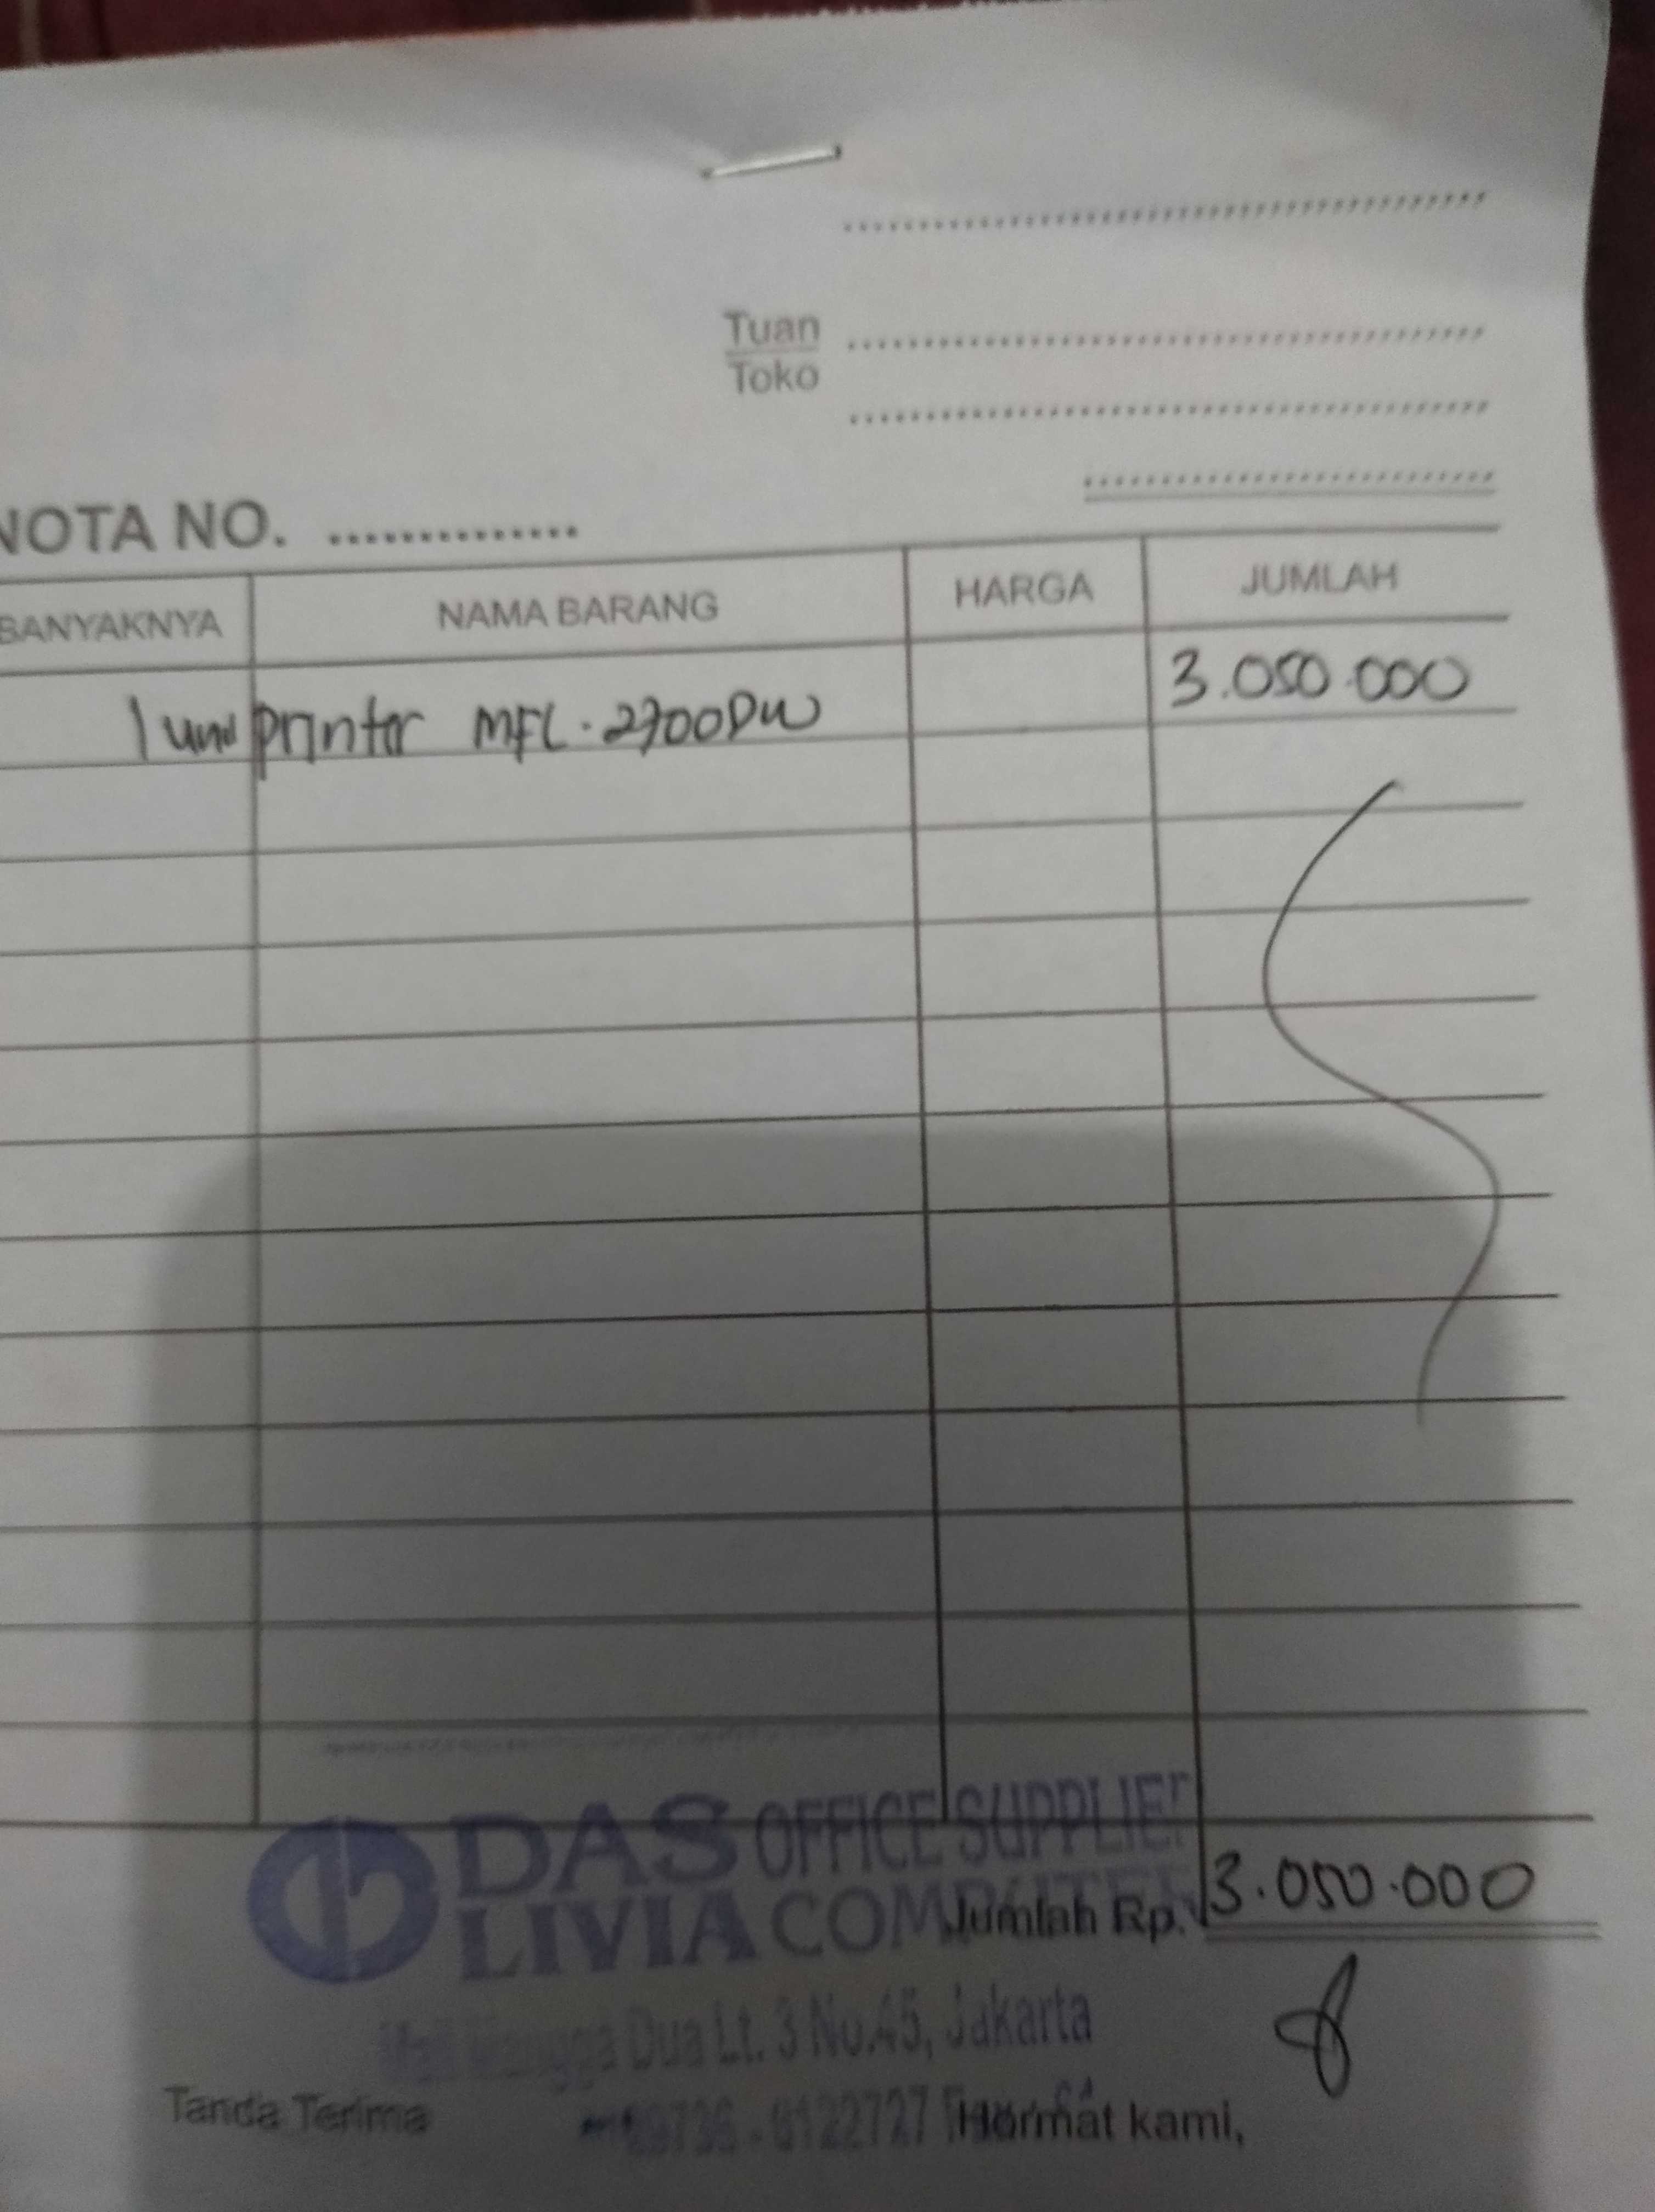 Tuan
Toko
NOTA NO. ..............
BANYAKNYA NAMA BARANG HARGA JUMLAH
1 unit printer MFL-2700DW 3.050.000
DAS OFFICE SUPPLIER
LIVIA COMPUTER
Jumlah Rp. 3.050.000
Mall Mangga Dua Lt. 3 No.45, Jakarta
6122727
Tanda Terima Hormat kami,